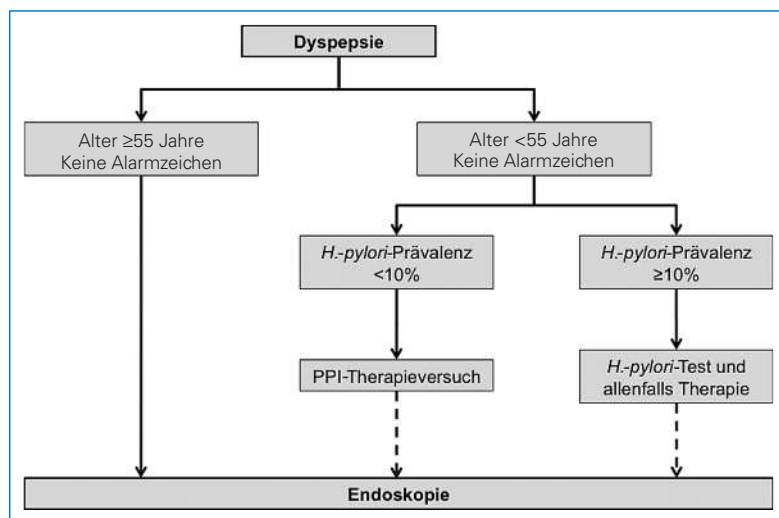 Dyspepsie
Alter ≥55 Jahre
Keine Alarmzeichen
Alter <55 Jahre
Keine Alarmzeichen
H.-pylori-Prävalenz
<10%
H.-pylori-Prävalenz
≥10%
PPI-Therapieversuch
H.-pylori-Test und
allenfalls Therapie
Endoskopie